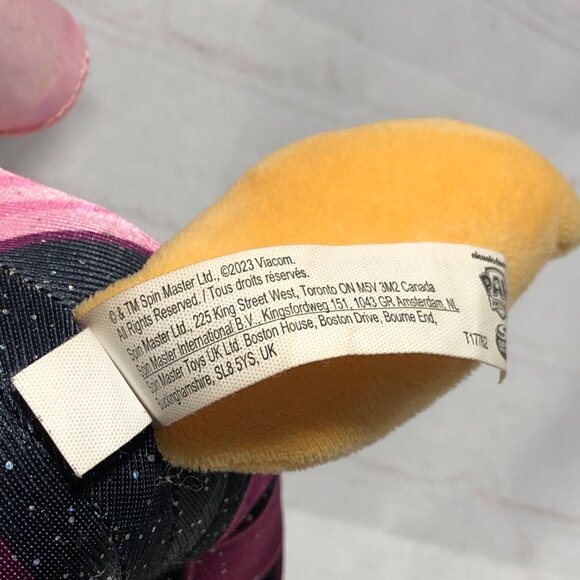 © & TM Spin Master Ltd., ©2023 Viacom.
All Rights Reserved. / Tous droits réservés.
Spin Master Ltd., 225 King Street West, Toronto ON M5V 3M2 Canada
Spin Master International B.V., Kingsfordweg 151, 1043 GR Amsterdam, NL
Spin Master Toys UK Ltd. Boston House, Boston Drive, Bourne End,
Buckinghamshire, SL8 5YS, UK
T17782